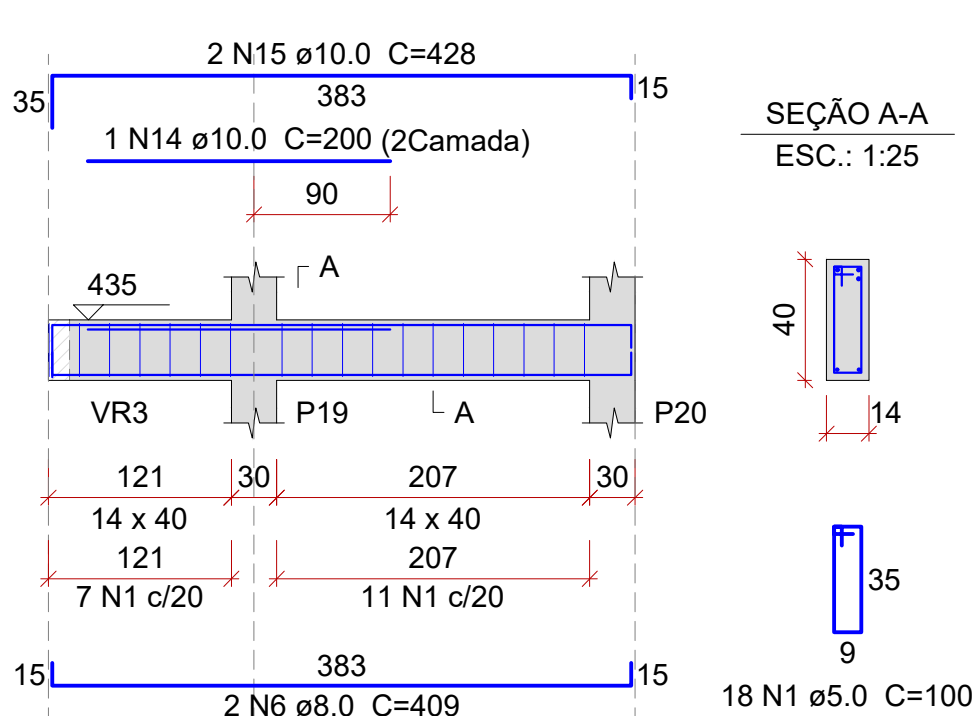 2 N15 ø10.0 C=428
35
383
15
1 N14 ø10.0 C=200 (2Camada)
90
A
435
VR3
P19
A
P20
121
30
207
30
14 x 40
14 x 40
121
207
7 N1 c/20
11 N1 c/20
15
383
15
2 N6 ø8.0 C=409
SEÇÃO A-A
ESC.: 1:25
40
14
35
9
18 N1 ø5.0 C=100